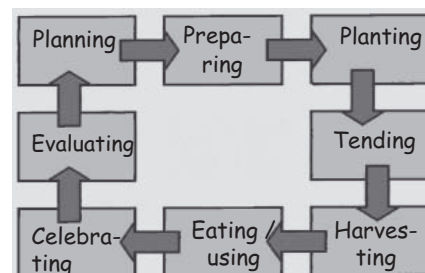 Planning
Prepa-
ring
Planting
Tending
Harves-
ting
Eating /
using
Celebra-
ting
Evaluating